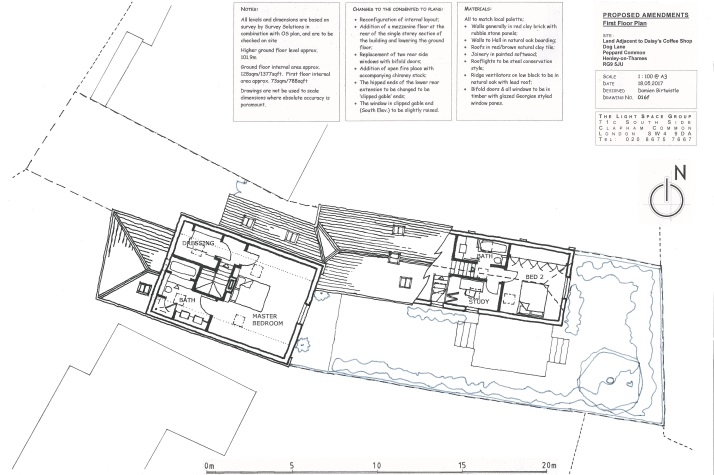 NOTES:
All levels and dimensions are based on
survey by Survey Solutions in
combination with OS plan, and are to be
checked on site
Higher ground floor level approx.
101.9m
Ground floor internal area approx.
128sqm/1377sqft. First floor internal
area approx. 73sqm/788sqft
Drawings are not be used to scale
dimensions where absolute accuracy is
paramount.
CHANGES TO THE CONSENTED TO PLANS:
• Reconfiguration of internal layout;
• Addition of a mezzanine floor at the
rear of the single storey section of
the building and lowering the ground
floor;
• Replacement of two rear side
windows with bifold doors;
• Addition of open fire place with
accompanying chimney stack;
• The hipped ends of the lower rear
extension to be changed to be
'clipped gable' ends;
• The window in clipped gable end
(South Elev.) to be slightly raised.
MATERIALS:
All to match local palette;
• Walls generally in red clay brick with
rubble stone panels;
• Walls to Hall in natural oak boarding;
• Roofs in red/brown natural clay tile;
• Joinery in painted softwood;
• Rooflights to be steel conservation
style;
• Ridge ventilators on low block to be in
natural oak with lead roof;
• Bifold doors & all windows to be in
timber with glazed Georgian styled
window panes.
PROPOSED AMENDMENTS
First Floor Plan
SITE:
Land Adjacent to Daisy's Coffee Shop
Dog Lane
Peppard Common
Henley-on-Thames
RG9 5JU
SCALE 1 : 100 @ A3
DATE 18.05.2017
DESIGNED Damien Birtwistle
DRAWING NO. 016f
THE LIGHT SPACE GROUP
71C SOUTH SIDE
CLAPHAM COMMON
LONDON SW4 9DA
TEL: 020 8675 7667
N
DRESSING
BATH
BED 2
STUDY
BATH
MASTER
BEDROOM
0m 5 10 15 20m